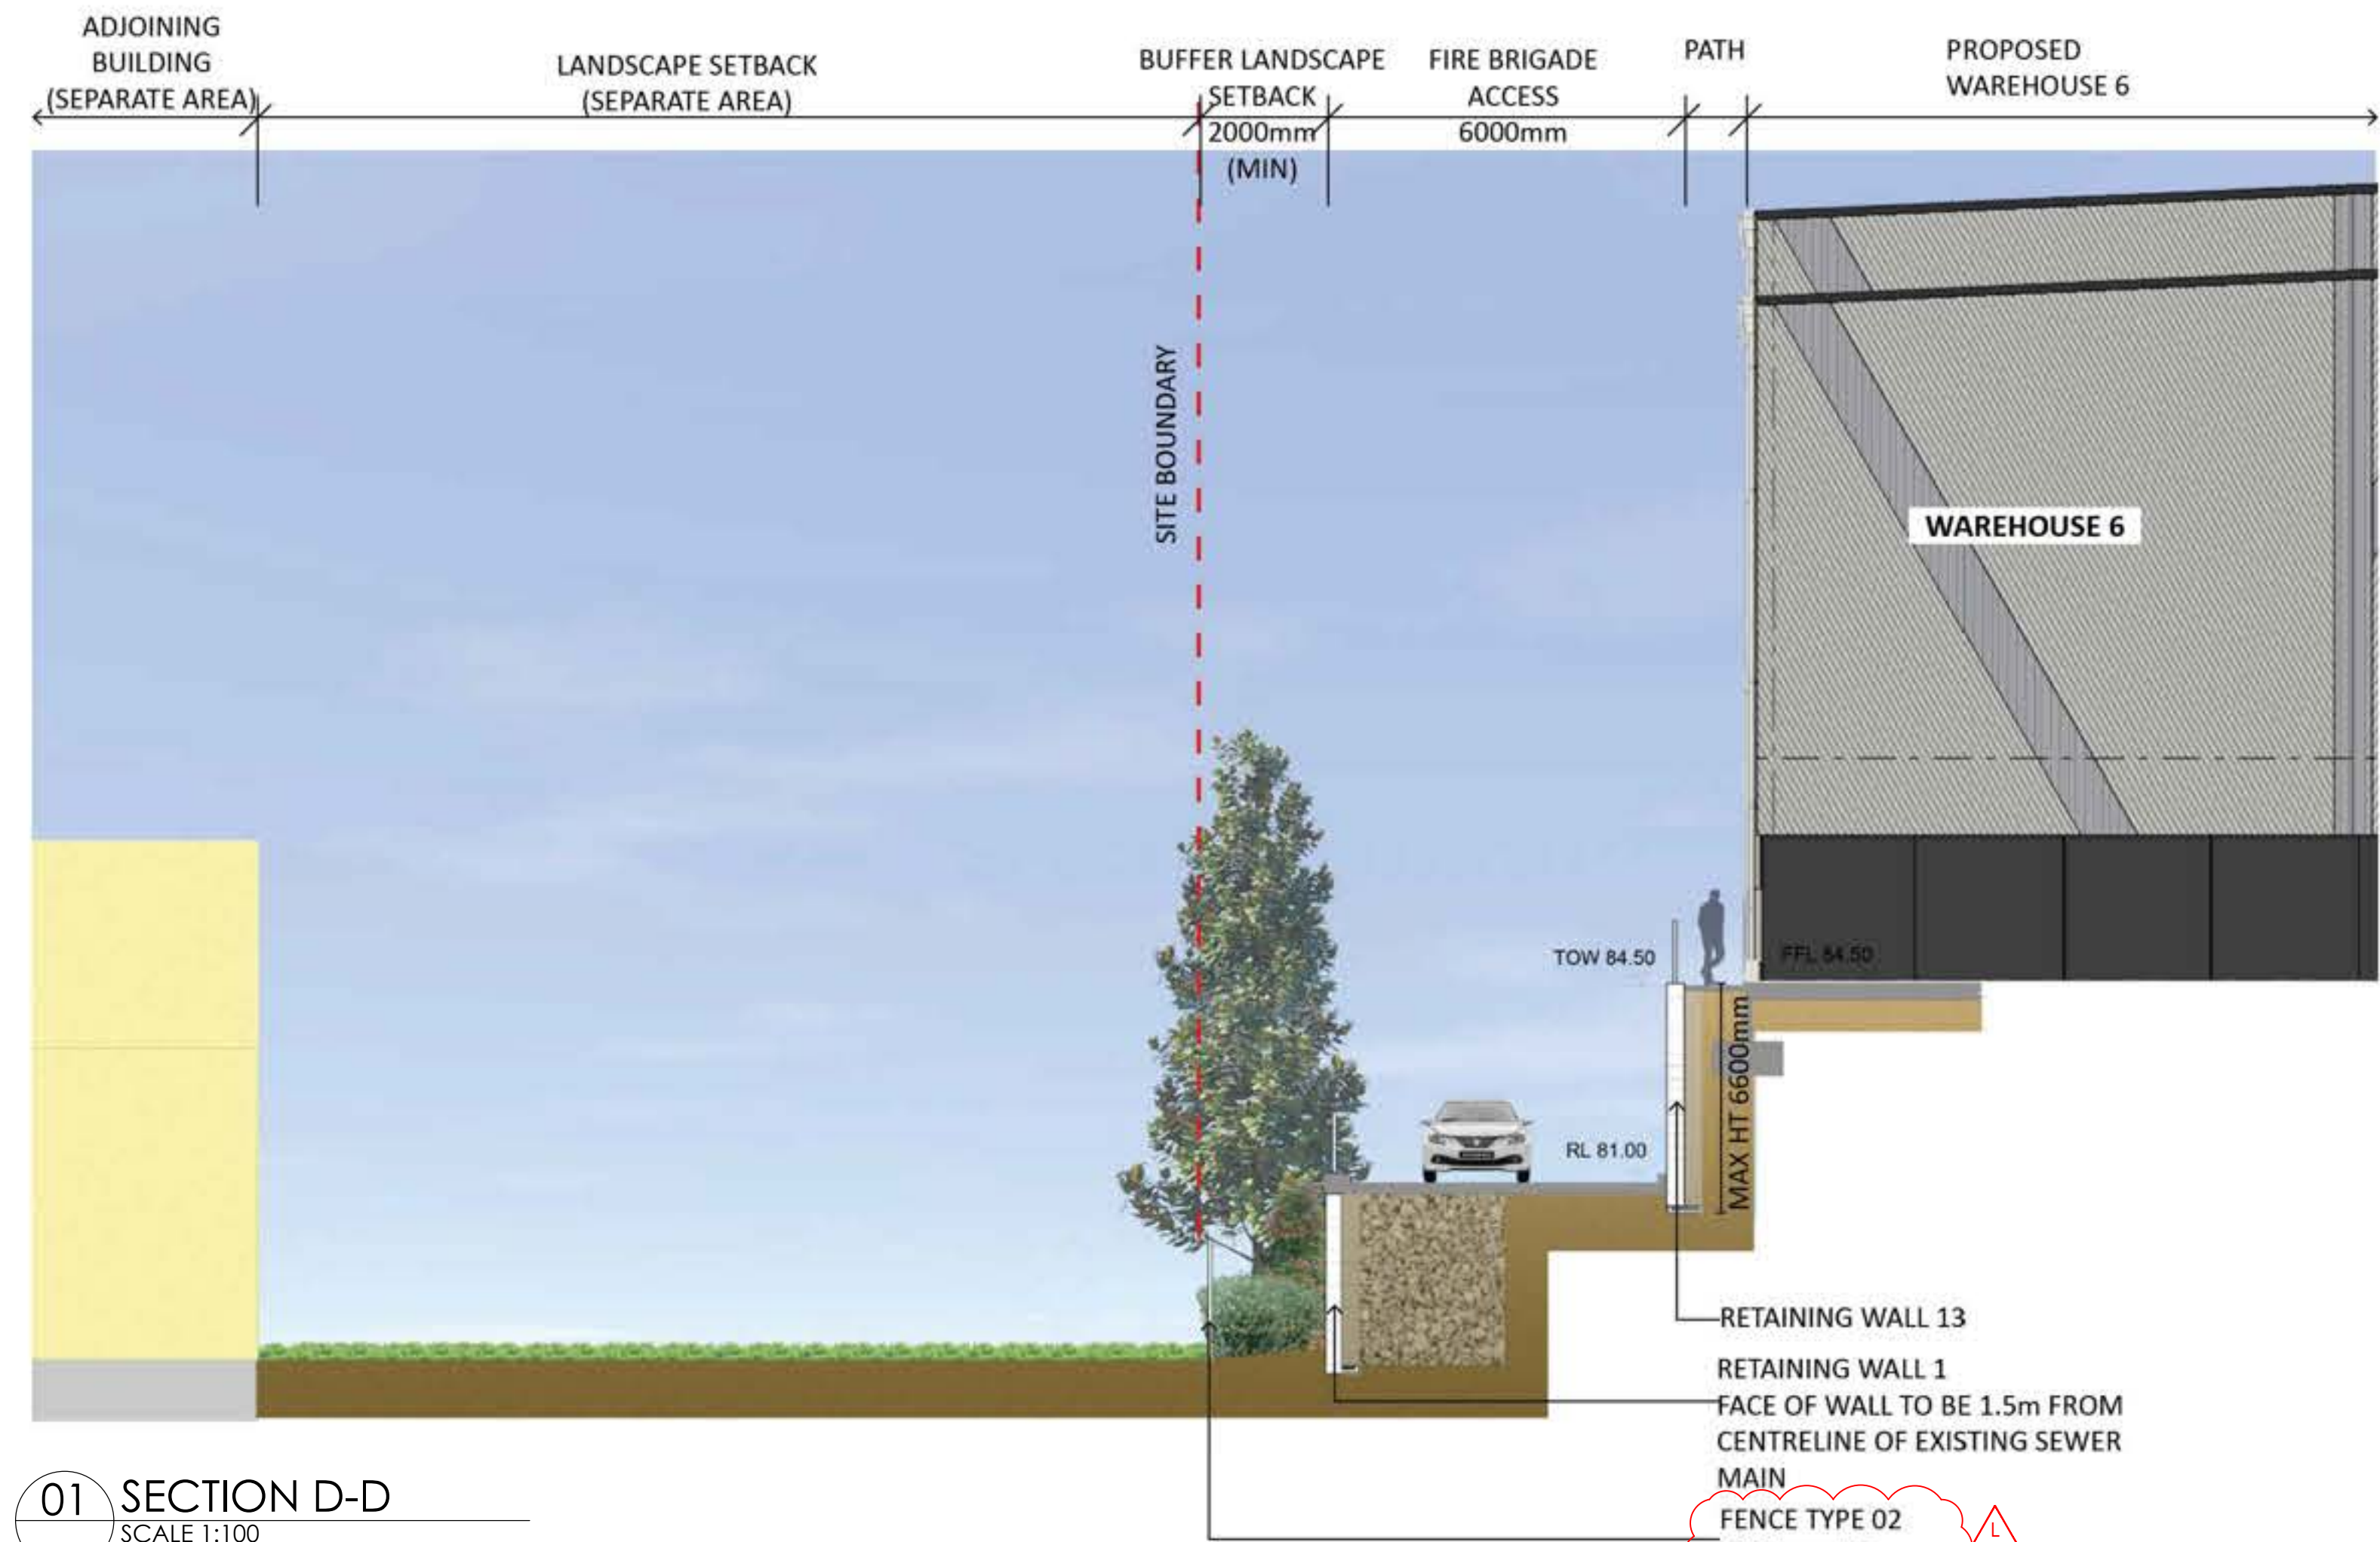 ADJOINING
BUILDING
(SEPARATE AREA)
LANDSCAPE SETBACK
(SEPARATE AREA)
BUFFER LANDSCAPE
SETBACK
2000mm
(MIN)
FIRE BRIGADE
ACCESS
6000mm
PATH
PROPOSED
WAREHOUSE 6
SITE BOUNDARY
WAREHOUSE 6
TOW 84.50
FFL 84.50
MAX HT 6600mm
RL 81.00
RETAINING WALL 13
RETAINING WALL 1
FACE OF WALL TO BE 1.5m FROM
CENTRELINE OF EXISTING SEWER
MAIN
FENCE TYPE 02
L
01
SECTION D-D
SCALE 1:100